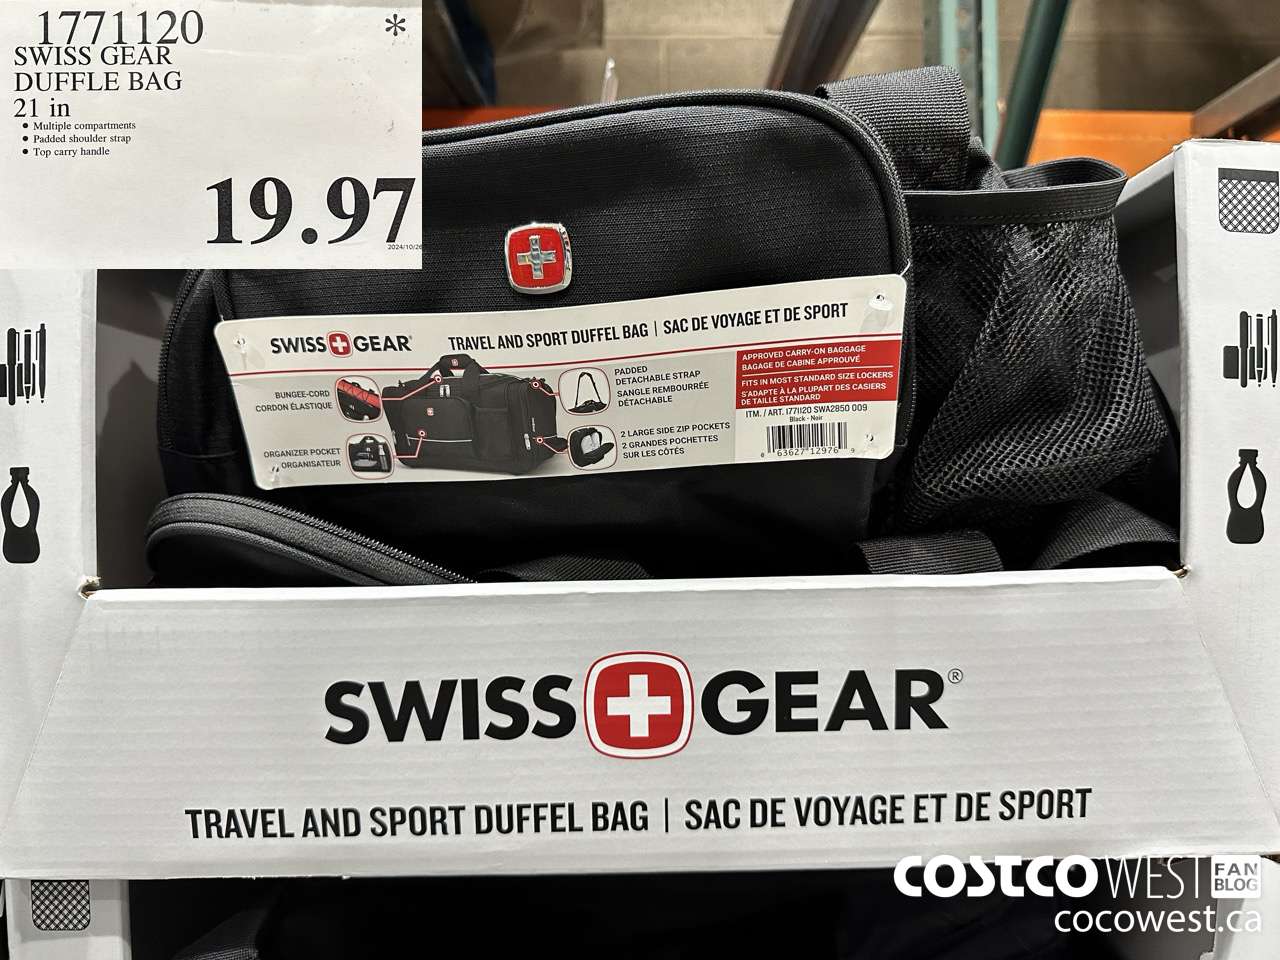 1771120 *
SWISS GEAR
DUFFLE BAG
21 in
• Multiple compartments
• Padded shoulder strap
• Top carry handle
19.97
2024/10/26
SWISS GEAR
TRAVEL AND SPORT DUFFEL BAG | SAC DE VOYAGE ET DE SPORT
BUNGEE-CORD
CORDON ÉLASTIQUE
ORGANIZER POCKET
ORGANISATEUR
PADDED
DETACHABLE STRAP
SANGLE REMBOURRÉE
DÉTACHABLE
2 LARGE SIDE ZIP POCKETS
2 GRANDES POCHETTES
SUR LES CÔTÉS
APPROVED CARRY-ON BAGGAGE
BAGAGE DE CABINE APPROUVÉ
FITS IN MOST STANDARD SIZE LOCKERS
S'ADAPTE À LA PLUPART DES CASIERS
DE TAILLE STANDARD
ITM. / ART. 1771120 SWA2850 009
Black - Noir
0 63627 12976 9
SWISS GEAR®
TRAVEL AND SPORT DUFFEL BAG | SAC DE VOYAGE ET DE SPORT
COSTCO WEST FAN BLOG
cocowest.ca